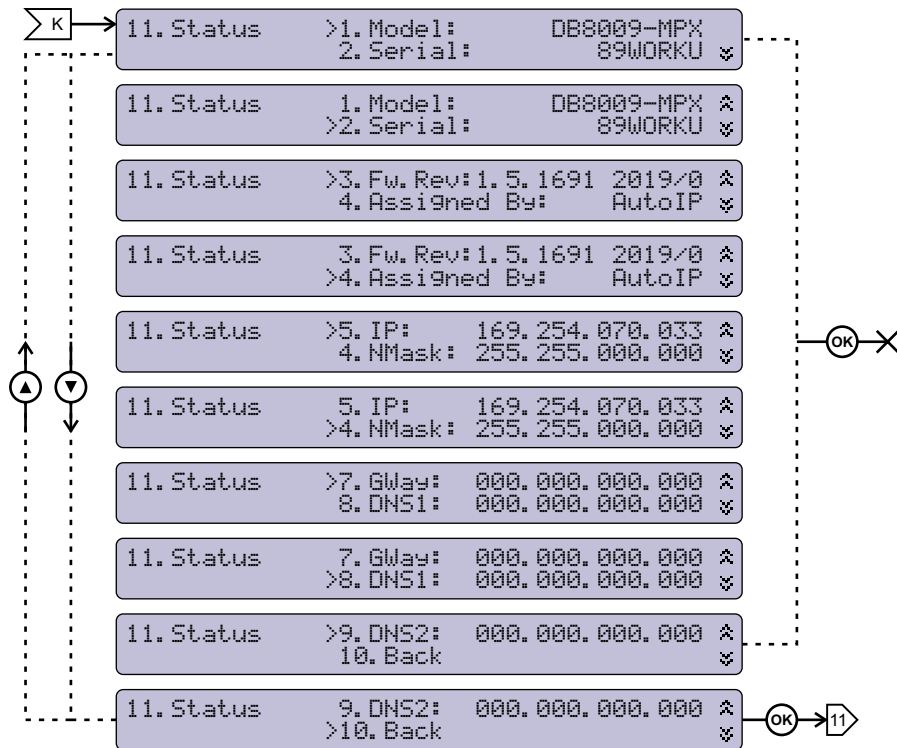 K
11.Status >1.Model: DB8009-MPX
2.Serial: 89WORKU
11.Status 1.Model: DB8009-MPX
>2.Serial: 89WORKU
11.Status >3.Fw.Rev:1.5.1691 2019/0
4.Assigned By: AutoIP
11.Status 3.Fw.Rev:1.5.1691 2019/0
>4.Assigned By: AutoIP
11.Status >5.IP: 169.254.070.033
4.NMask: 255.255.000.000
OK
11.Status 5.IP: 169.254.070.033
>4.NMask: 255.255.000.000
11.Status >7.GWay: 000.000.000.000
8.DNS1: 000.000.000.000
11.Status 7.GWay: 000.000.000.000
>8.DNS1: 000.000.000.000
11.Status >9.DNS2: 000.000.000.000
10.Back
11.Status 9.DNS2: 000.000.000.000
>10.Back
OK 11